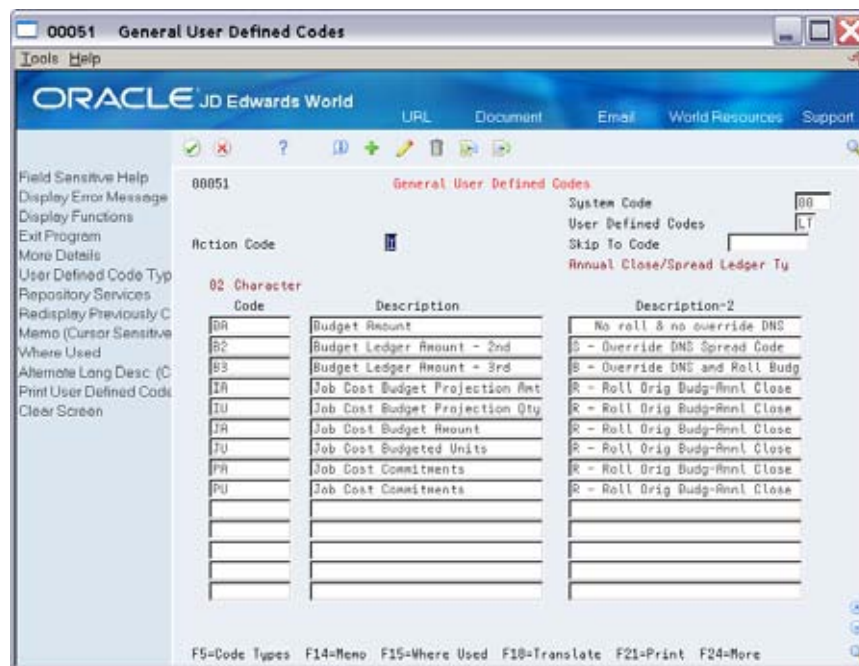 00051 General User Defined Codes
Tools Help
ORACLE JD Edwards World
URL Document Email World Resources Support
Field Sensitive Help
Display Error Message
Display Functions
Exit Program
More Details
User Defined Code Typ
Repository Services
Redisplay Previously C
Memo (Cursor Sensitive
Where Used
Alternate Lang Desc (C
Print User Defined Code
Clear Screen
00051 General User Defined Codes
System Code 00
User Defined Codes LT
Action Code I Skip To Code
Annual Close/Spread Ledger Ty
02 Character
Code Description Description-2
BA Budget Amount No roll & no override DNS
B2 Budget Ledger Amount - 2nd S - Override DNS Spread Code
B3 Budget Ledger Amount - 3rd B - Override DNS and Roll Budg
IA Job Cost Budget Projection Amt R - Roll Orig Budg-Annl Close
IU Job Cost Budget Projection Qty R - Roll Orig Budg-Annl Close
JA Job Cost Budget Amount R - Roll Orig Budg-Annl Close
JU Job Cost Budgeted Units R - Roll Orig Budg-Annl Close
PA Job Cost Commitments R - Roll Orig Budg-Annl Close
PU Job Cost Commitments R - Roll Orig Budg-Annl Close
F5=Code Types F14=Memo F15=Where Used F18=Translate F21=Print F24=More